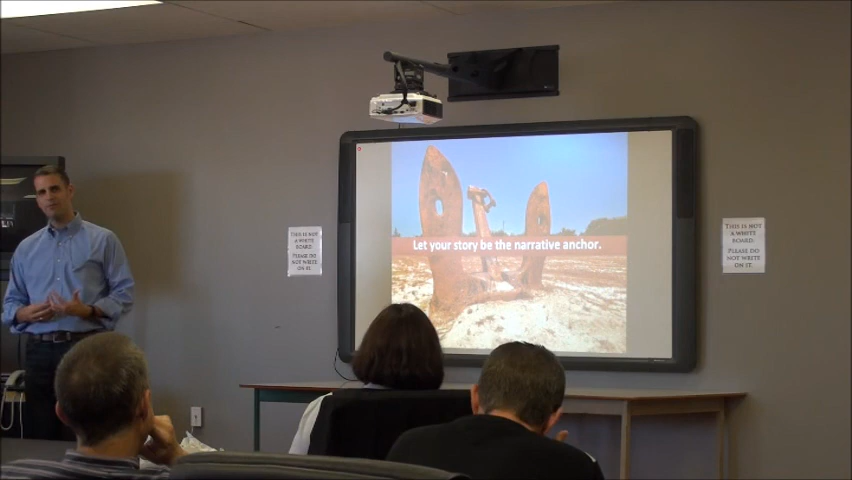 THIS IS NOT
A WHITE
BOARD.
PLEASE DO
NOT WRITE
ON IT.
Let your story be the narrative anchor.
THIS IS NOT
A WHITE
BOARD.
PLEASE DO
NOT WRITE
ON IT.